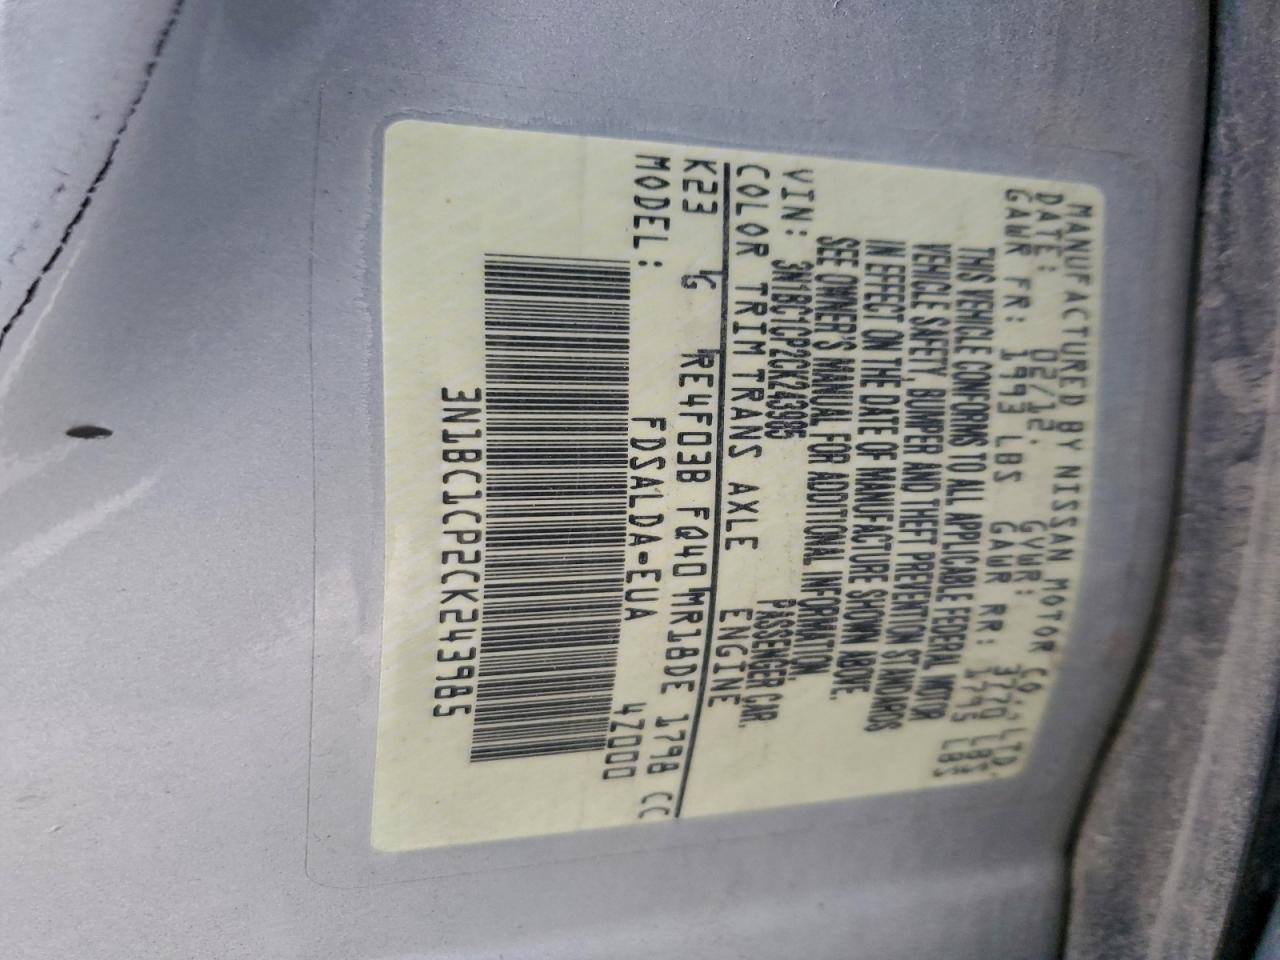 MANUFACTURED BY NISSAN MOTOR CO., LTD.
DATE: 02/12. GVWR: 3770 LBS
GAWR FR: 1993 LBS GAWR RR: 1795 LBS
THIS VEHICLE CONFORMS TO ALL APPLICABLE FEDERAL MOTOR
VEHICLE SAFETY, BUMPER AND THEFT PREVENTION STANDARDS
IN EFFECT ON THE DATE OF MANUFACTURE SHOWN ABOVE.
SEE OWNER'S MANUAL FOR ADDITIONAL INFORMATION.
VIN: 3N1BC1CP2CK243985 PASSENGER CAR.
COLOR TRIM TRANS AXLE ENGINE
K23 G RE4F03B FQ40 MR18DE 1798 CC
MODEL: FDSALDA-EUA 4Z000
3N1BC1CP2CK243985